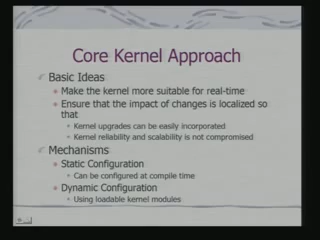 Core Kernel Approach
Basic Ideas
Make the kernel more suitable for real-time
Ensure that the impact of changes is localized so
that
Kernel upgrades can be easily incorporated
Kernel reliability and scalability is not compromised
Mechanisms
Static Configuration
Can be configured at compile time
Dynamic Configuration
Using loadable kernel modules